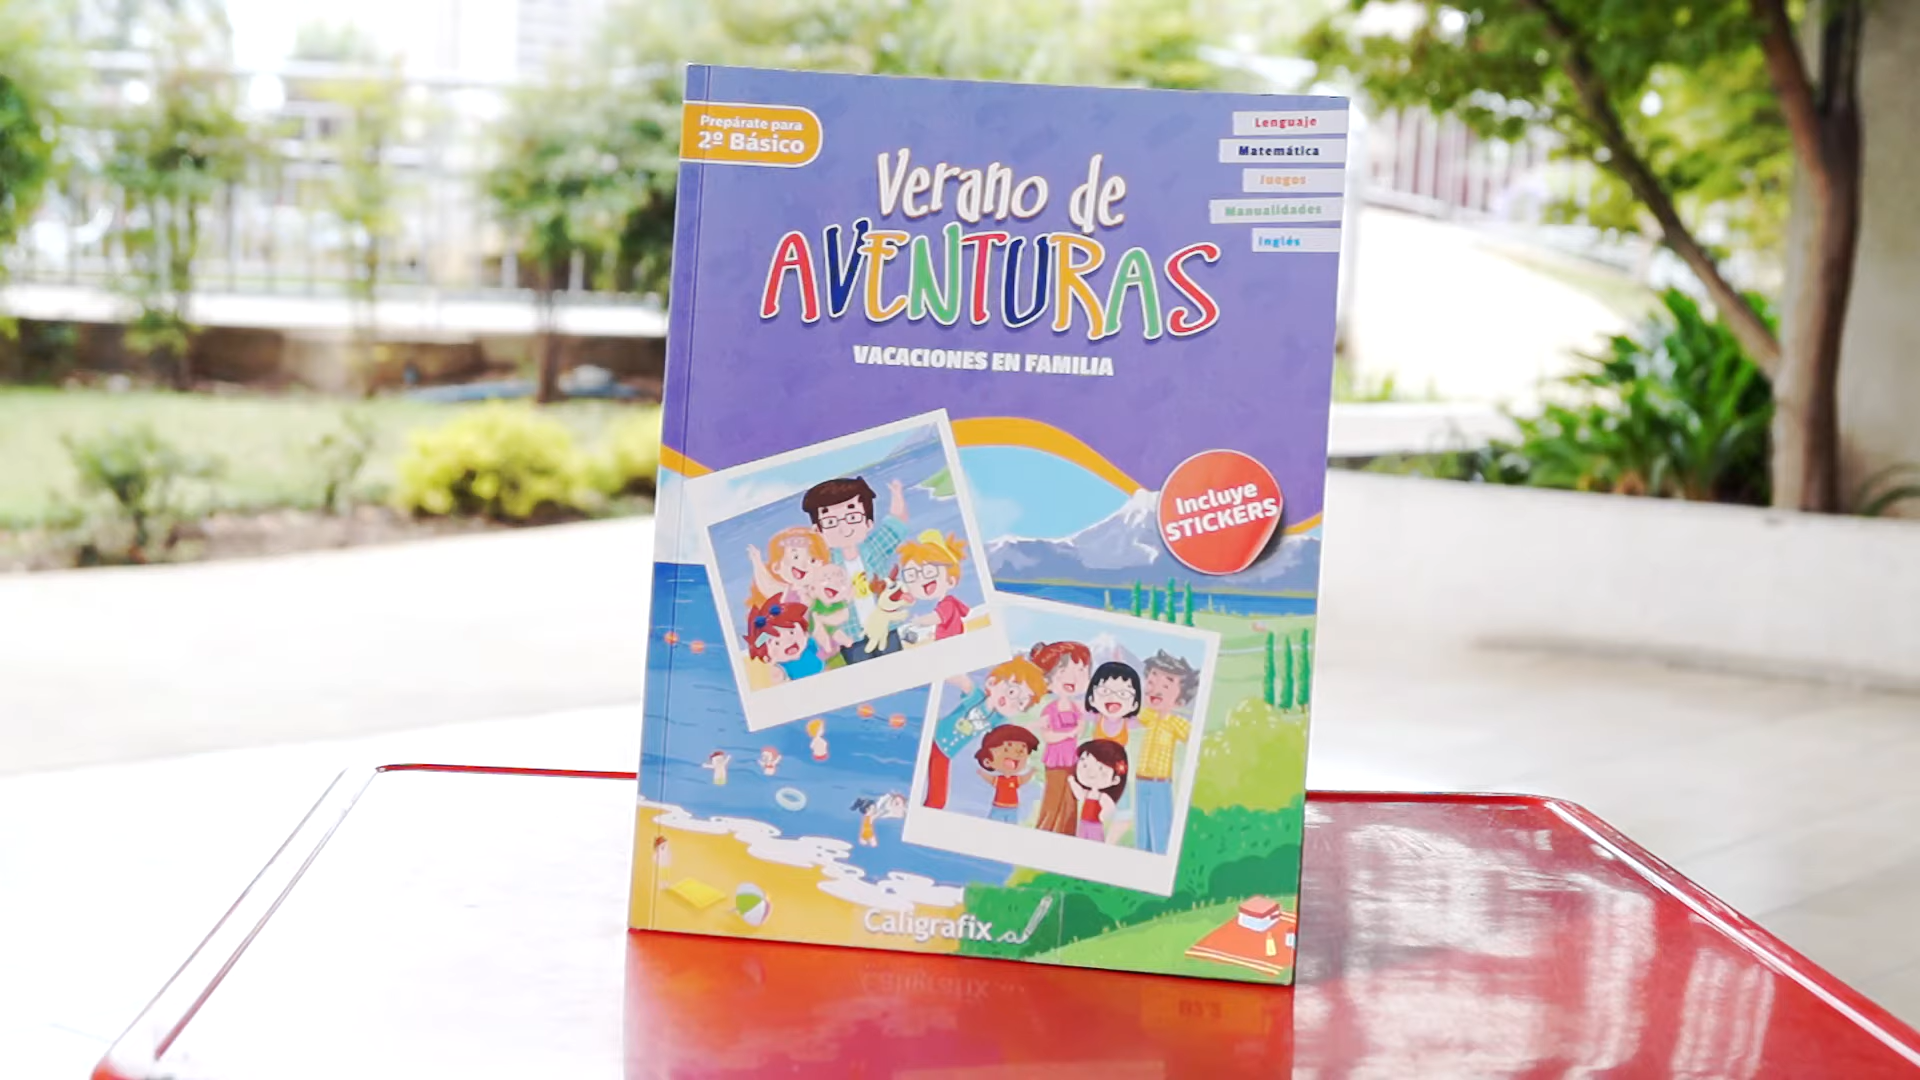 Prepárate para
2º Básico
Lenguaje
Matemática
Juegos
Manualidades
Inglés
Verano de
AVENTURAS
VACACIONES EN FAMILIA
Incluye
STICKERS
Caligrafix